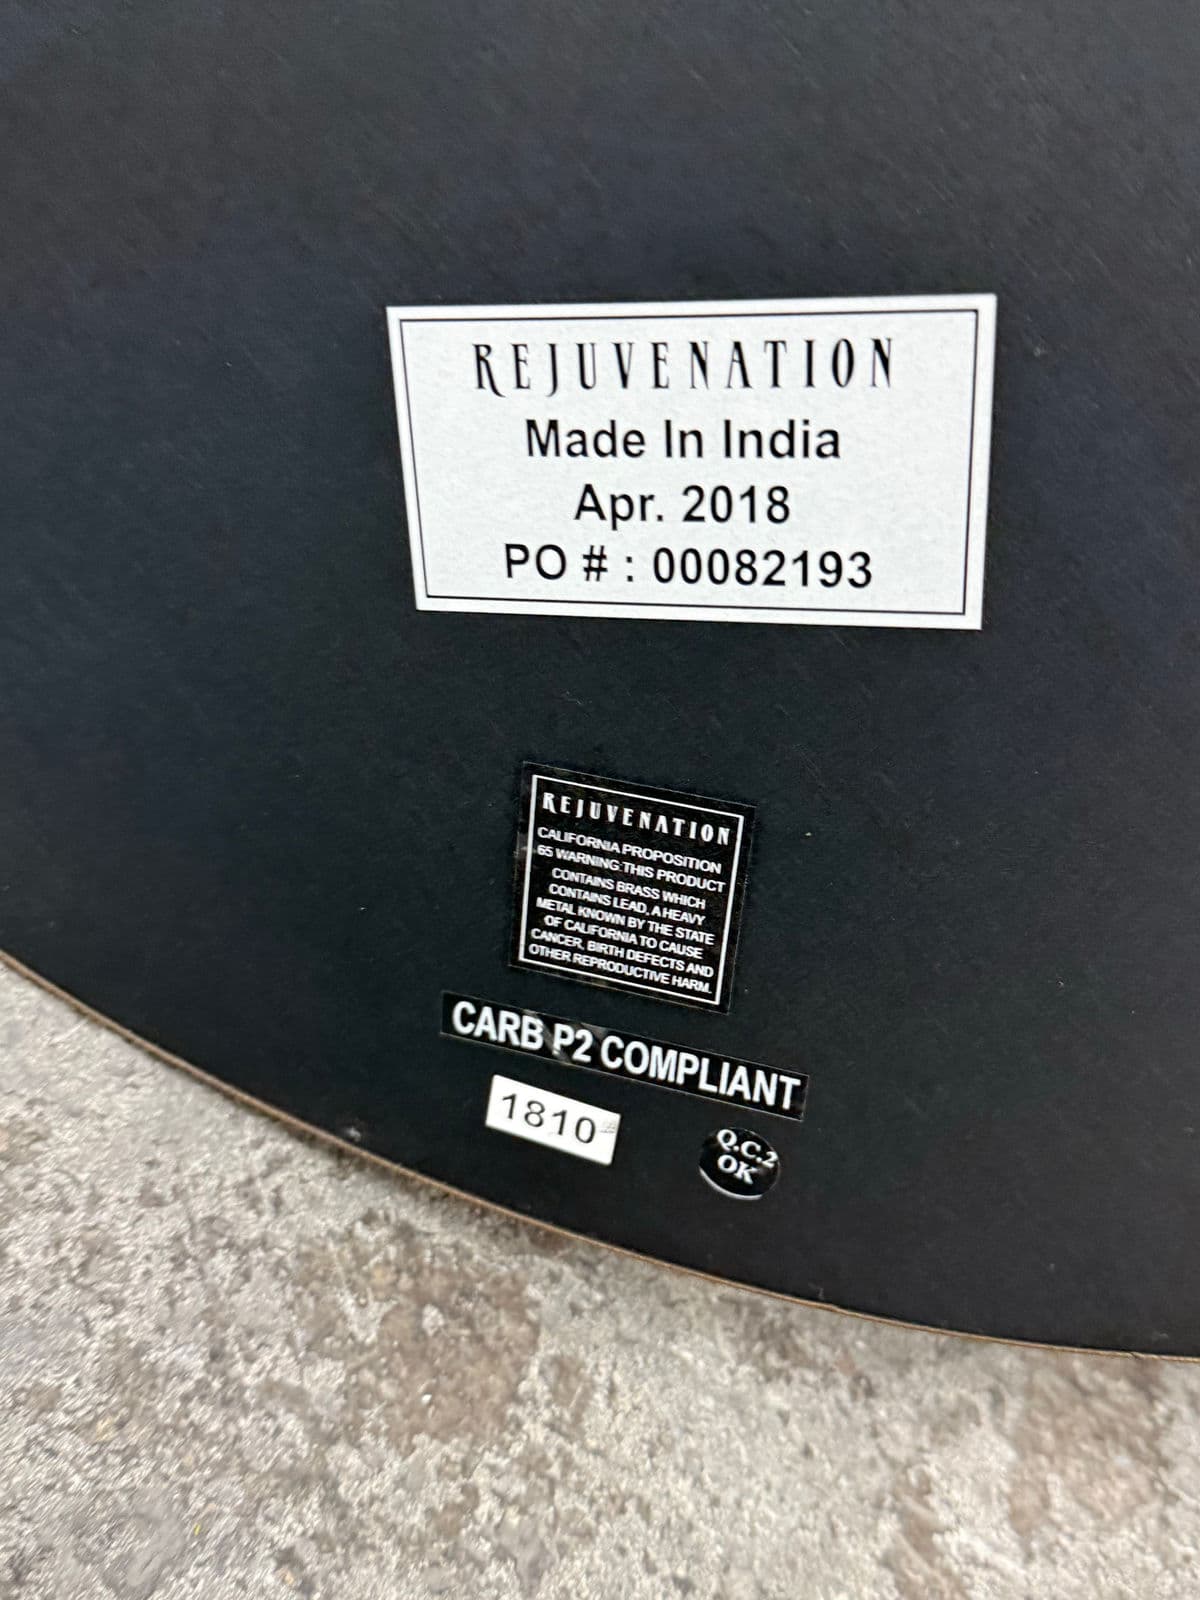 REJUVENATION
Made In India
Apr. 2018
PO # : 00082193
REJUVENATION
CALIFORNIA PROPOSITION
65 WARNING:THIS PRODUCT
CONTAINS BRASS WHICH
CONTAINS LEAD, A HEAVY
METAL KNOWN BY THE STATE
OF CALIFORNIA TO CAUSE
CANCER, BIRTH DEFECTS AND
OTHER REPRODUCTIVE HARM.
CARB P2 COMPLIANT
1810
Q.C.2
OK